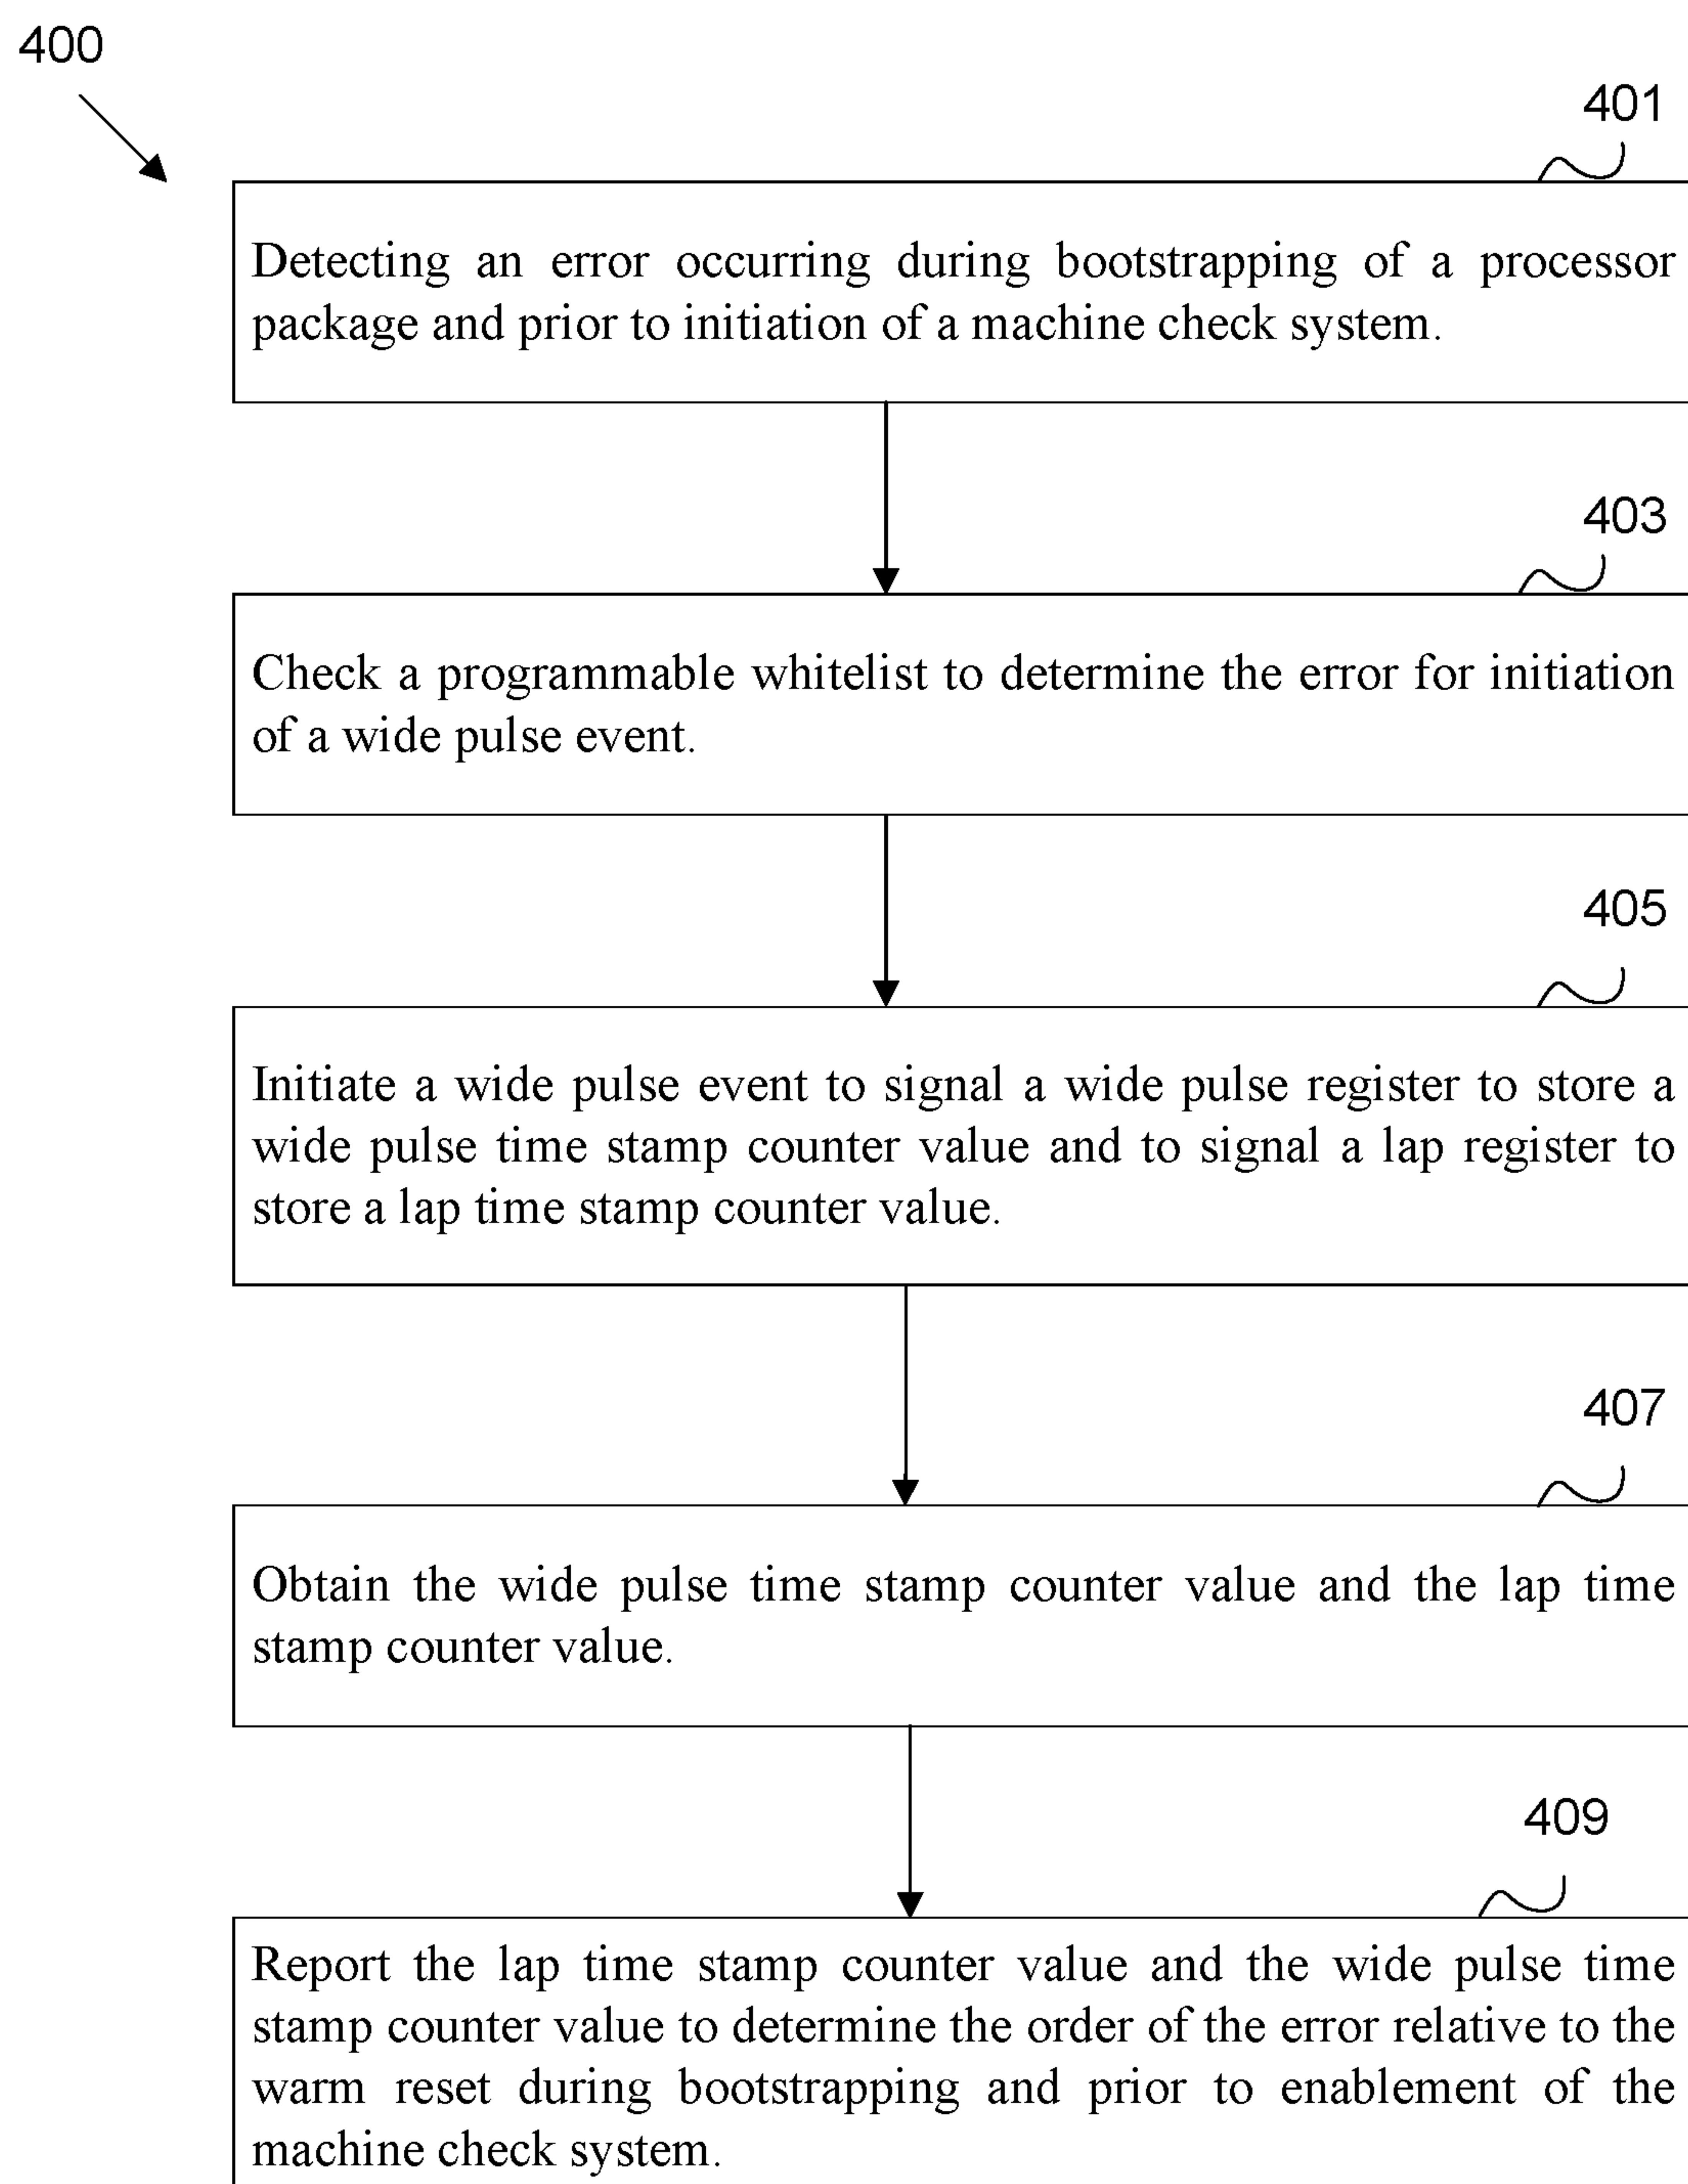 400
401
Detecting an error occurring during bootstrapping of a processor
package and prior to initiation of a machine check system.
403
Check a programmable whitelist to determine the error for initiation
of a wide pulse event.
405
Initiate a wide pulse event to signal a wide pulse register to store a
wide pulse time stamp counter value and to signal a lap register to
store a lap time stamp counter value.
407
Obtain the wide pulse time stamp counter value and the lap time
stamp counter value.
409
Report the lap time stamp counter value and the wide pulse time
stamp counter value to determine the order of the error relative to the
warm reset during bootstrapping and prior to enablement of the
machine check system.